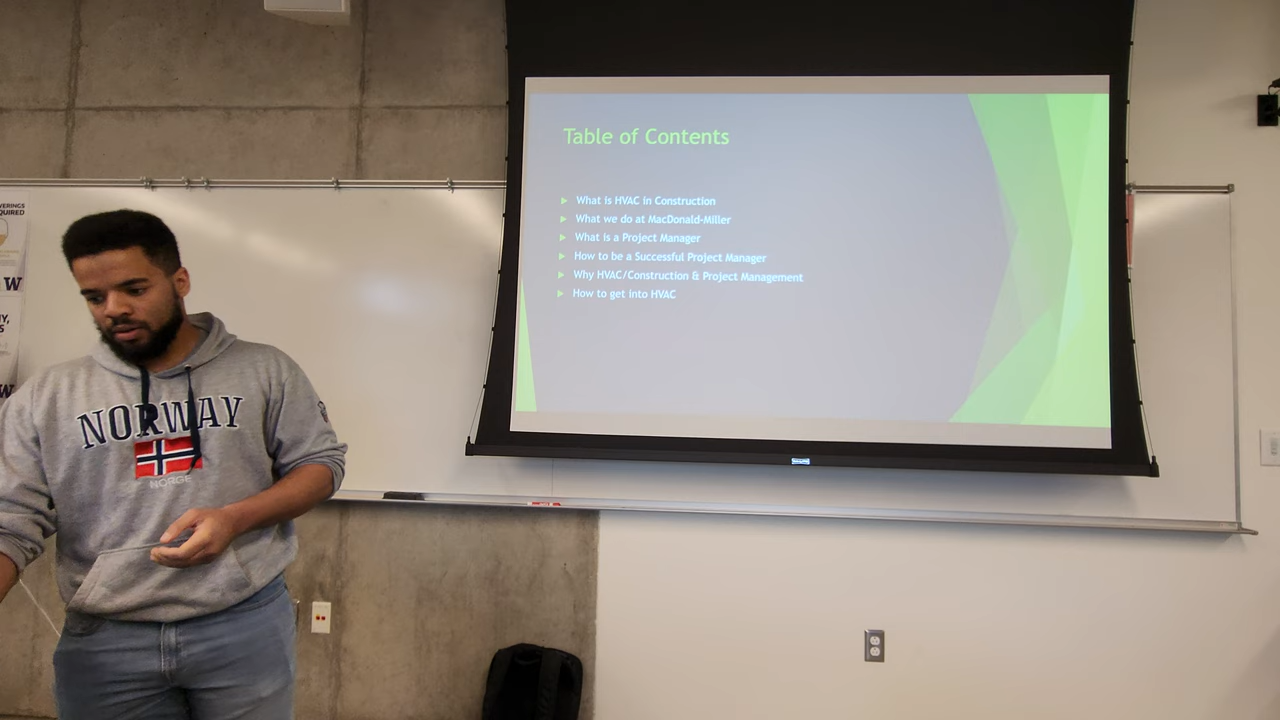 Table of Contents
What is HVAC in Construction
What we do at MacDonald-Miller
What is a Project Manager
How to be a Successful Project Manager
Why HVAC/Construction & Project Management
How to get into HVAC
NORWAY
NORGE
W
W